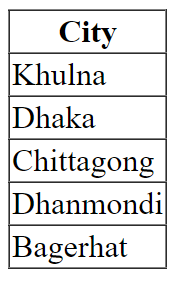 City
Khulna
Dhaka
Chittagong
Dhanmondi
Bagerhat